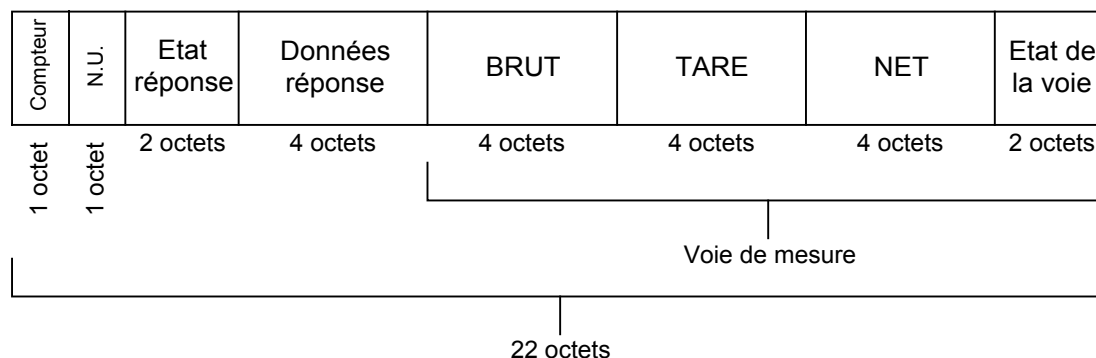 Compteur
N.U.
Etat
réponse
Données
réponse
BRUT
TARE
NET
Etat de
la voie
1 octet
1 octet
2 octets
4 octets
4 octets
4 octets
4 octets
2 octets
Voie de mesure
22 octets